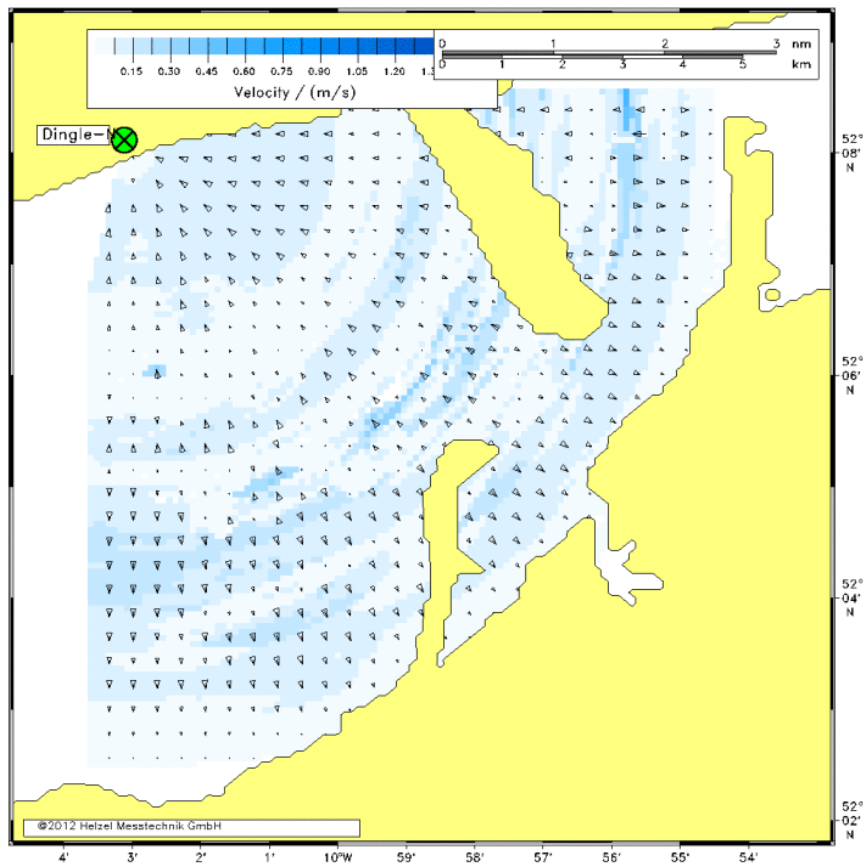 0 1 2 3 nm
0 1 2 3 4 5 km
0.15 0.30 0.45 0.60 0.75 0.90 1.05 1.20 1.3
Velocity / (m/s)
Dingle-N
52°
08'
N
52°
06'
N
52°
04'
N
52°
02'
N
©2012 Helzel Messtechnik GmbH
4' 3' 2' 1' 10°W 59' 58' 57' 56' 55' 54'